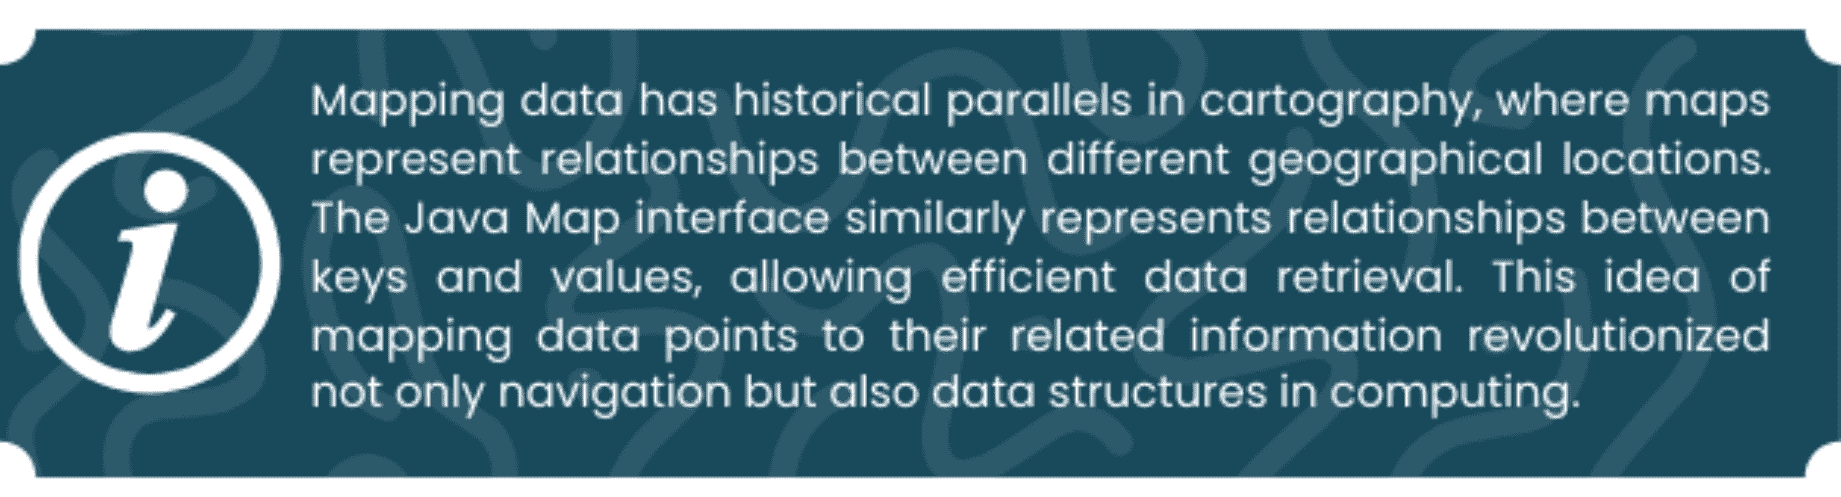 Mapping data has historical parallels in cartography, where maps
represent relationships between different geographical locations.
The Java Map interface similarly represents relationships between
keys and values, allowing efficient data retrieval. This idea of
mapping data points to their related information revolutionized
not only navigation but also data structures in computing.